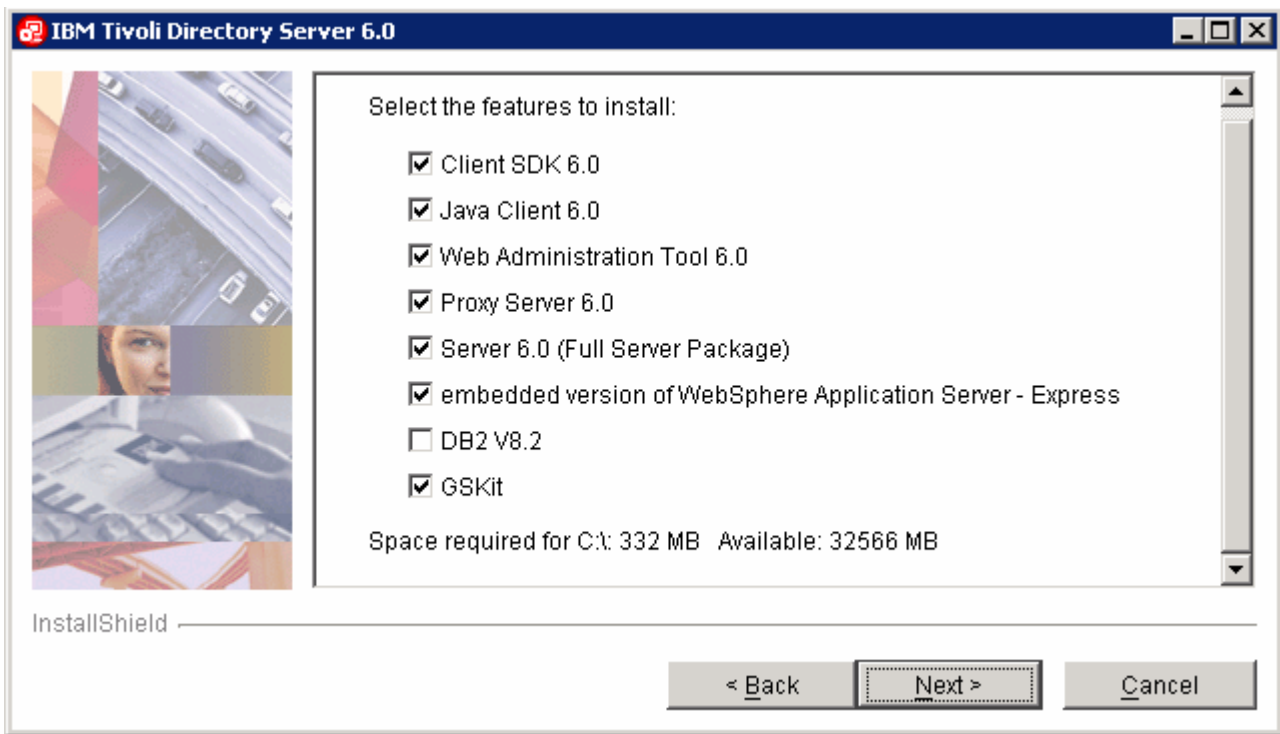 IBM Tivoli Directory Server 6.0
Select the features to install:
Client SDK 6.0
Java Client 6.0
Web Administration Tool 6.0
Proxy Server 6.0
Server 6.0 (Full Server Package)
embedded version of WebSphere Application Server - Express
DB2 V8.2
GSKit
Space required for C:\: 332 MB Available: 32566 MB
InstallShield
< Back Next > Cancel